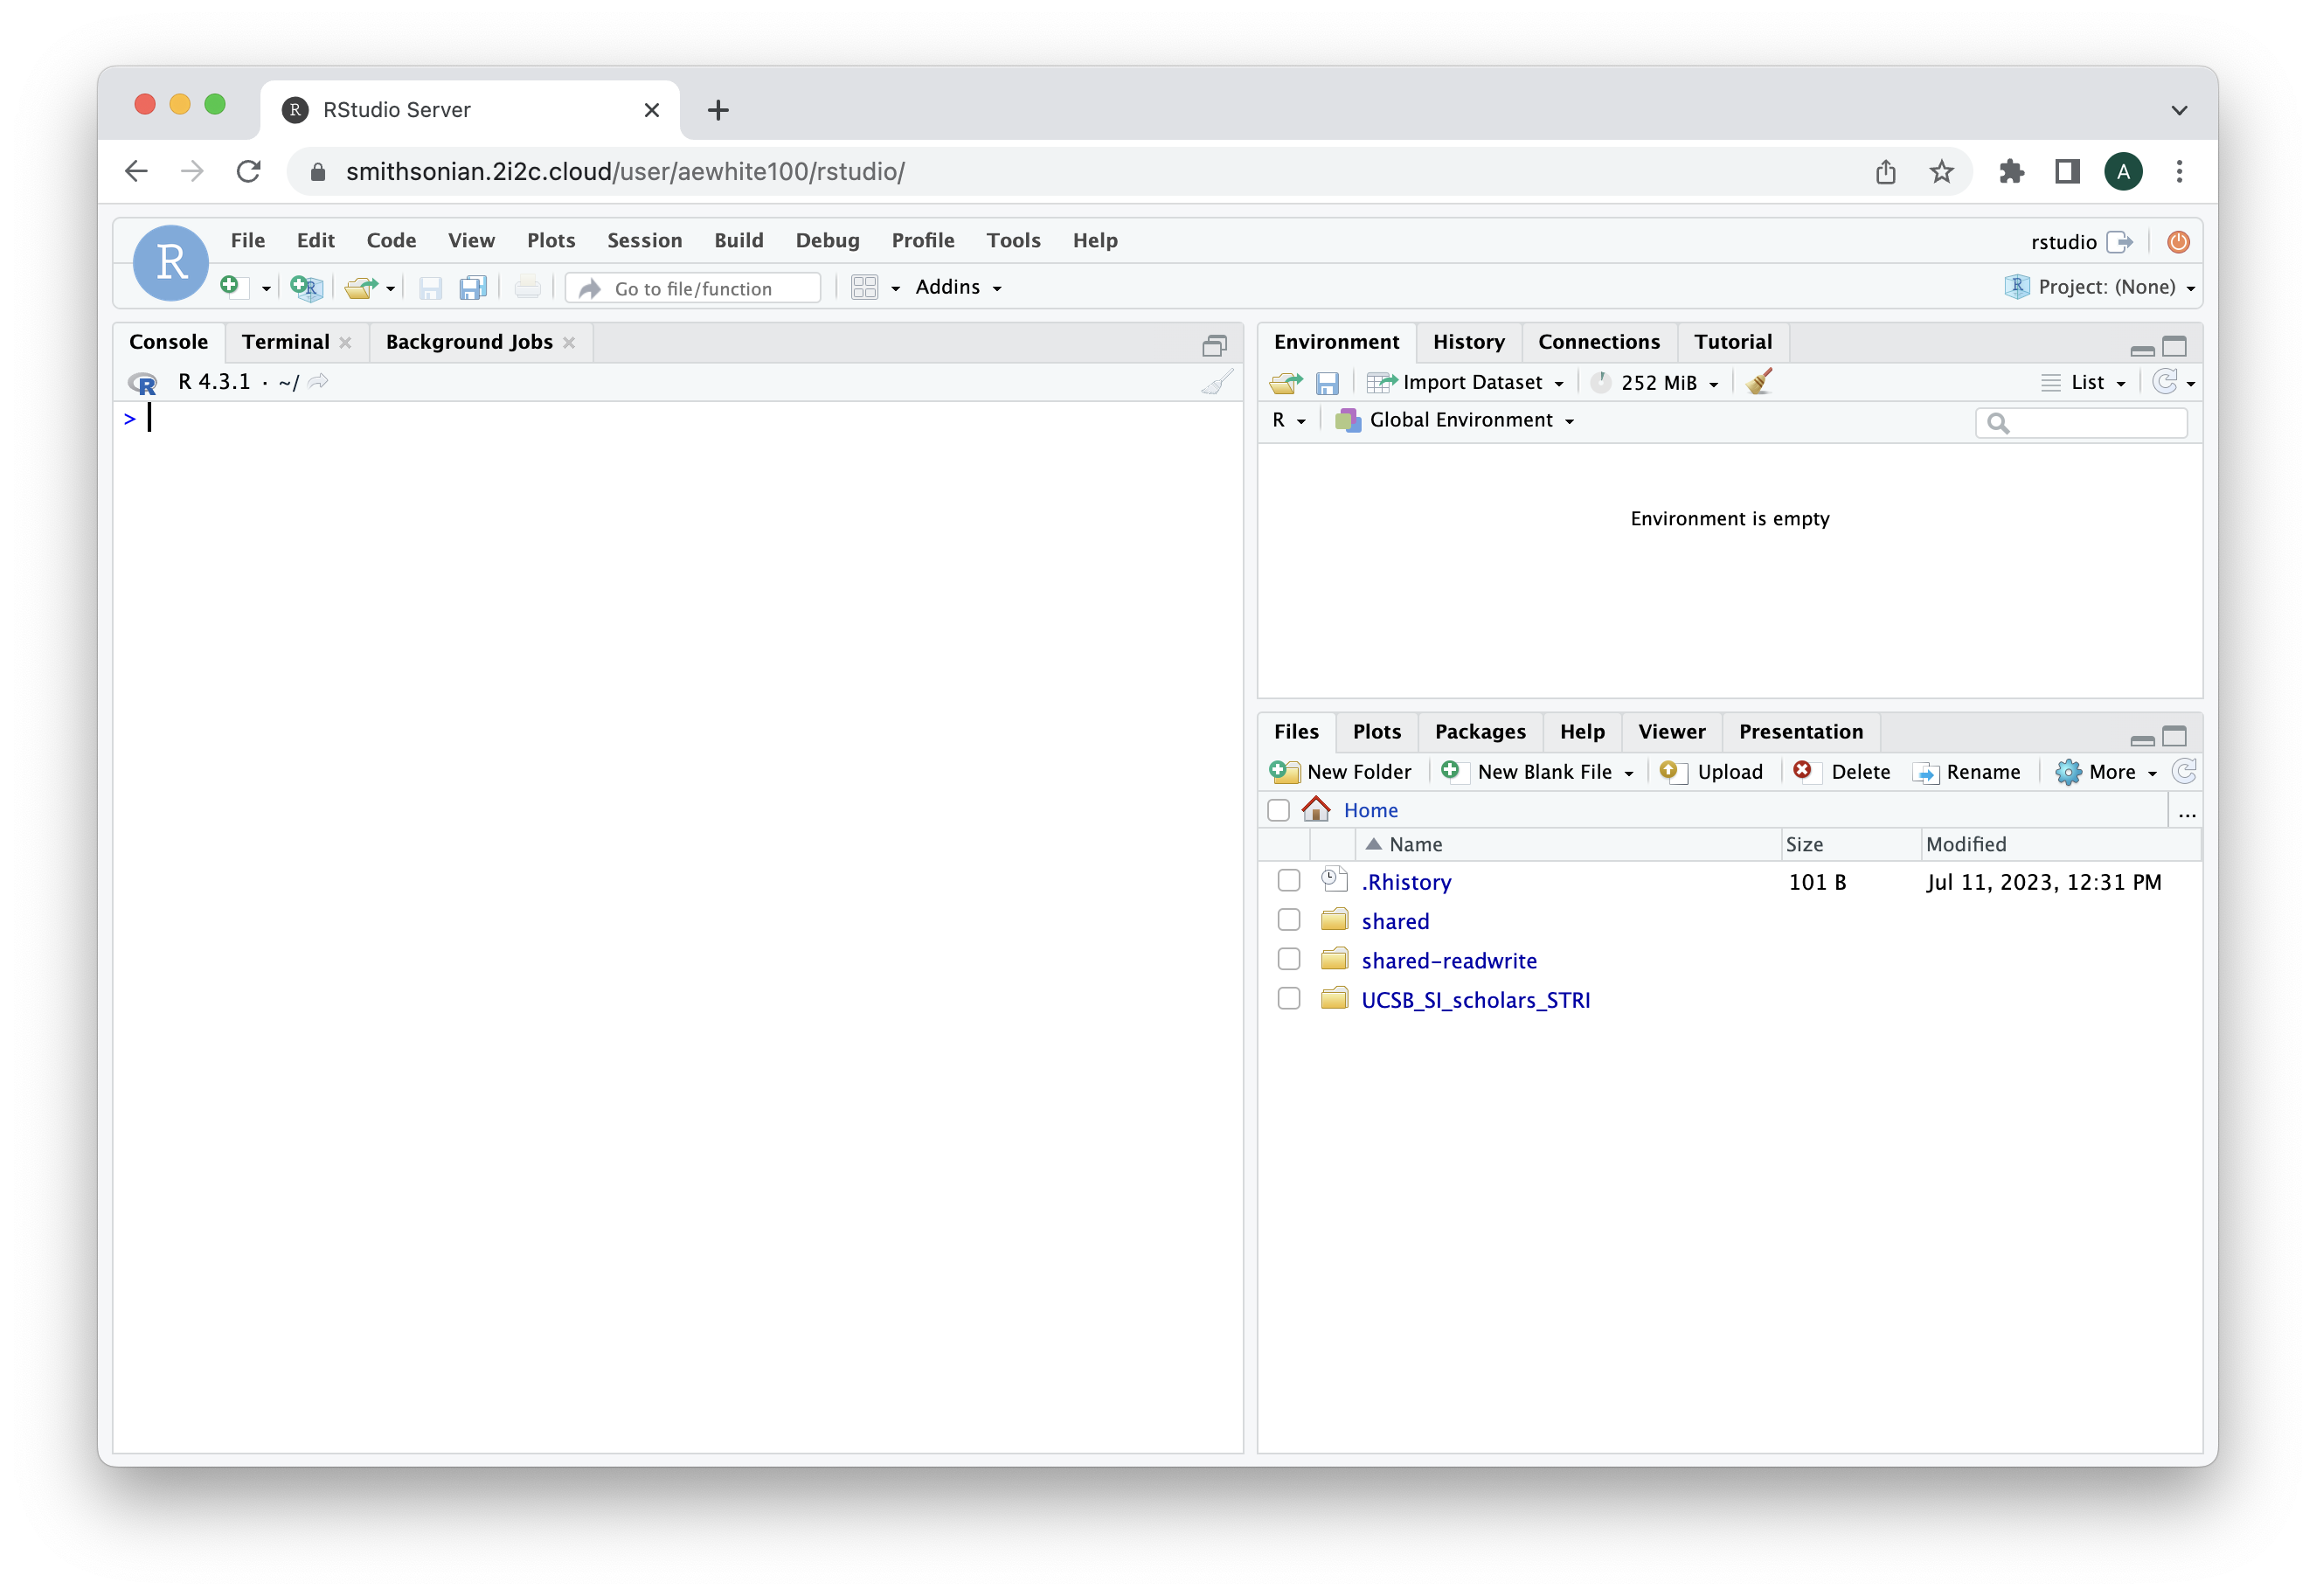 R RStudio Server
smithsonian.2i2c.cloud/user/aewhite100/rstudio/
A
R File Edit Code View Plots Session Build Debug Profile Tools Help
rstudio
R Go to file/function Addins
R Project: (None)
Console Terminal Background Jobs
R R 4.3.1 · ~/
>
Environment History Connections Tutorial
Import Dataset 252 MiB List
R Global Environment
Environment is empty
Files Plots Packages Help Viewer Presentation
New Folder New Blank File Upload Delete Rename More
Home ...
Name Size Modified
.Rhistory 101 B Jul 11, 2023, 12:31 PM
shared
shared-readwrite
UCSB_SI_scholars_STRI